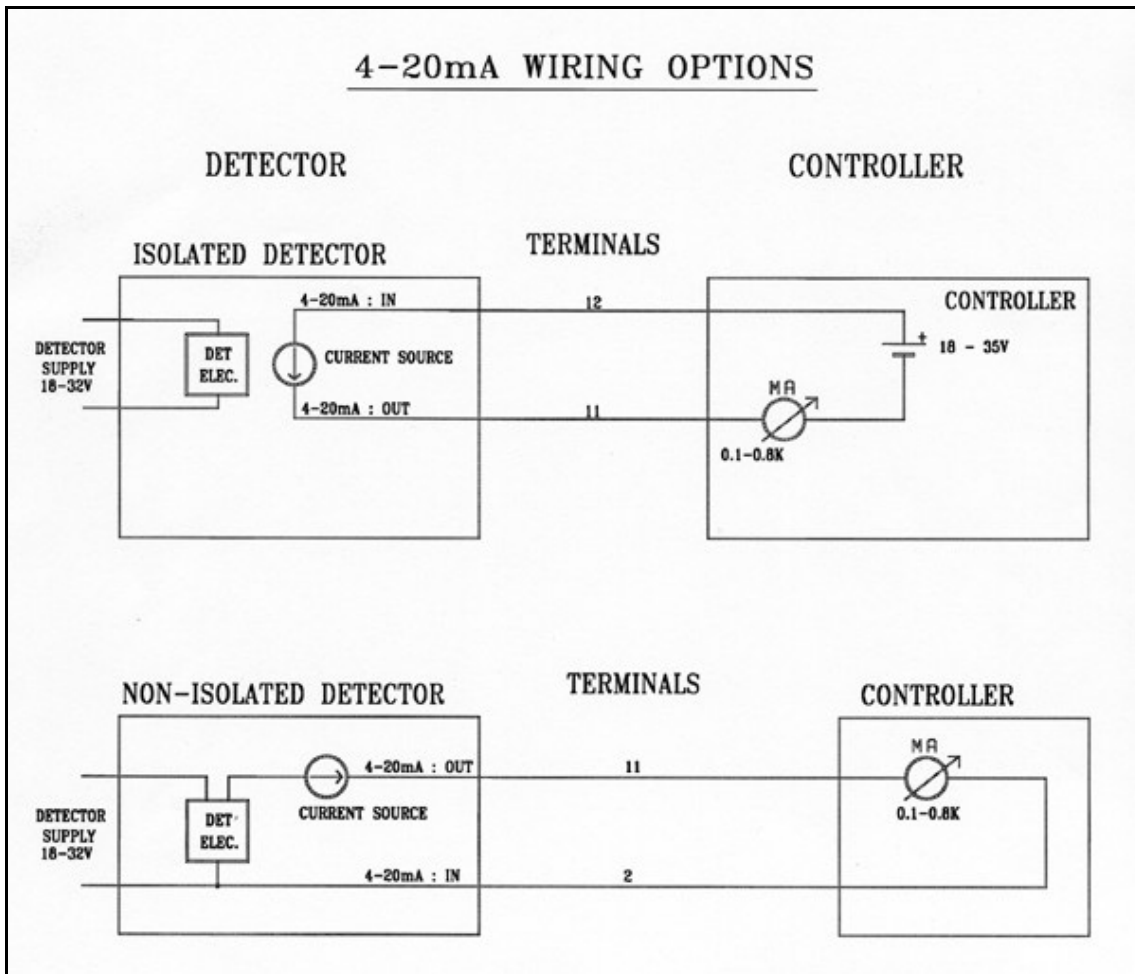 4-20mA WIRING OPTIONS
DETECTOR
CONTROLLER
ISOLATED DETECTOR
TERMINALS
4-20mA : IN
12
CONTROLLER
DETECTOR
SUPPLY
18-32V
DET
ELEC.
CURRENT SOURCE
+
18 - 35V
MA
4-20mA : OUT
11
0.1-0.8K
NON-ISOLATED DETECTOR
TERMINALS
CONTROLLER
4-20mA : OUT
11
MA
CURRENT SOURCE
0.1-0.8K
DETECTOR
SUPPLY
18-32V
DET
ELEC.
4-20mA : IN
2